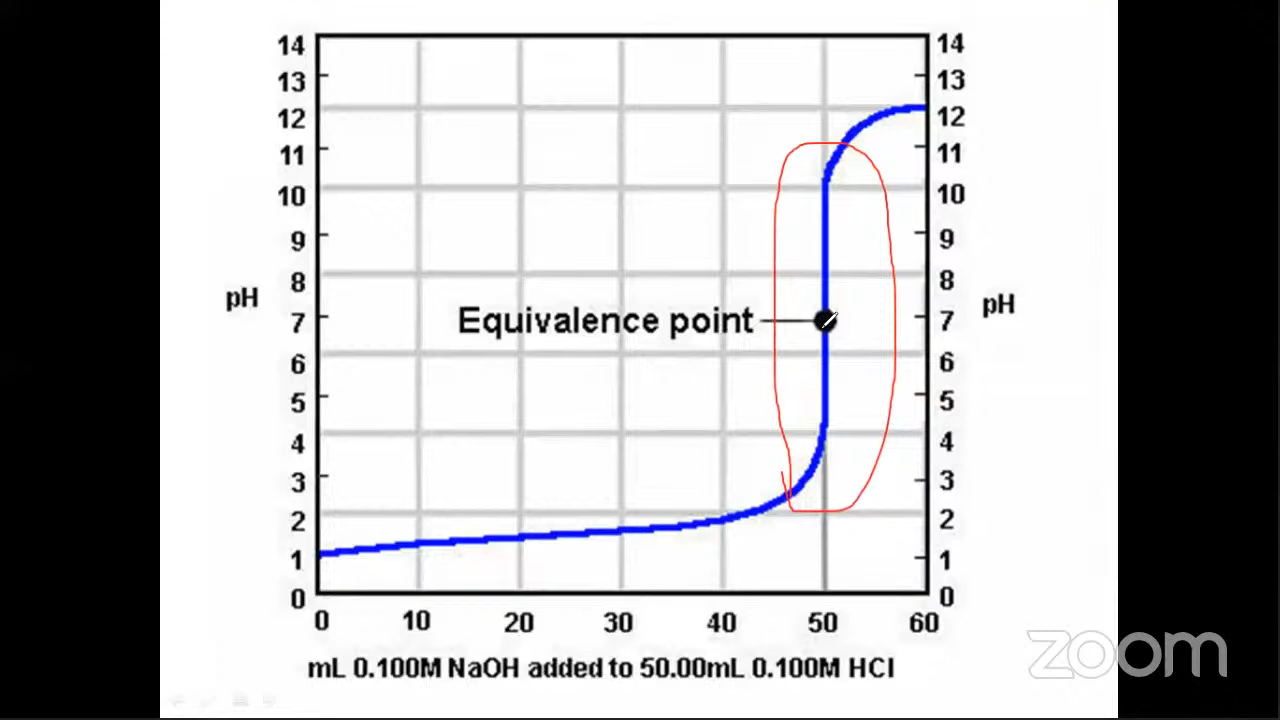 14 14
13 13
12 12
11 11
10 10
9 9
8 8
pH pH
7 Equivalence point 7
6 6
5 5
4 4
3 3
2 2
1 1
0 0
0 10 20 30 40 50 60
mL 0.100M NaOH added to 50.00mL 0.100M HCl
zoom